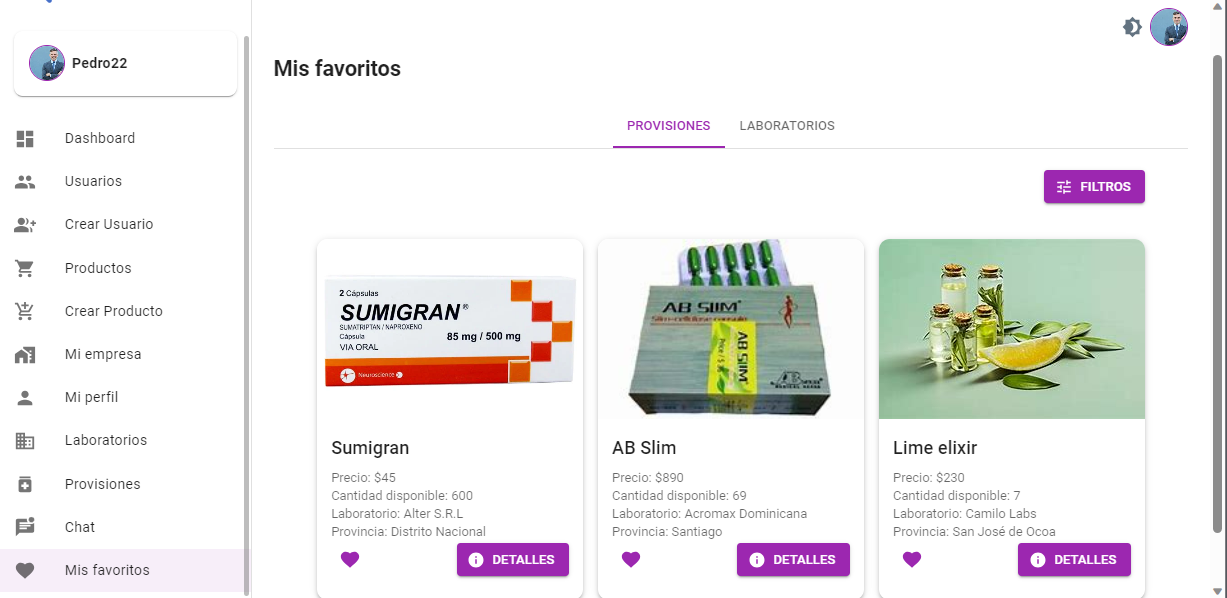 Pedro22
Dashboard
Usuarios
Crear Usuario
Productos
Crear Producto
Mi empresa
Mi perfil
Laboratorios
Provisiones
Chat
Mis favoritos
Mis favoritos
PROVISIONES
LABORATORIOS
FILTROS
2 Cápsulas
SUMIGRAN®
SUMATRIPTAN / NAPROXENO
Cápsula
85 mg / 500 mg
VIA ORAL
Neuroscience
Sumigran
Precio: $45
Cantidad disponible: 600
Laboratorio: Alter S.R.L
Provincia: Distrito Nacional
DETALLES
AB SlIM
AB SlIM
AB Slim
Precio: $890
Cantidad disponible: 69
Laboratorio: Acromax Dominicana
Provincia: Santiago
DETALLES
Lime elixir
Precio: $230
Cantidad disponible: 7
Laboratorio: Camilo Labs
Provincia: San José de Ocoa
DETALLES